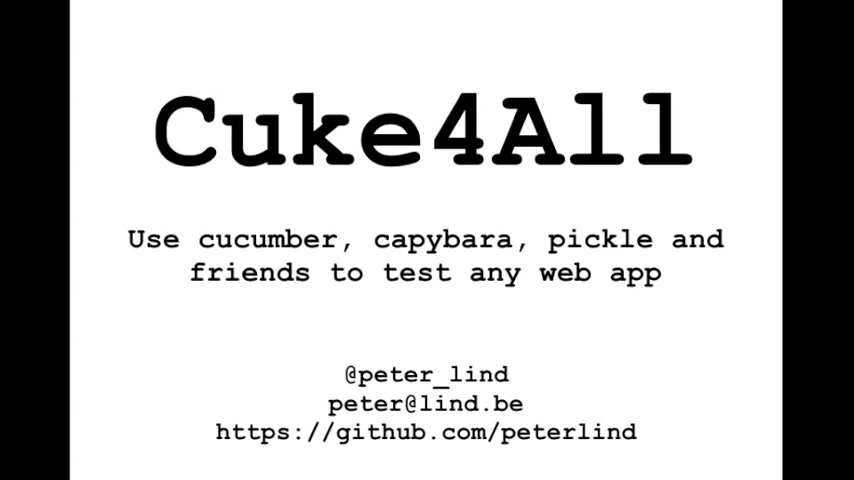 Cuke4All
Use cucumber, capybara, pickle and
friends to test any web app
@peter_lind
peter@lind.be
https://github.com/peterlind